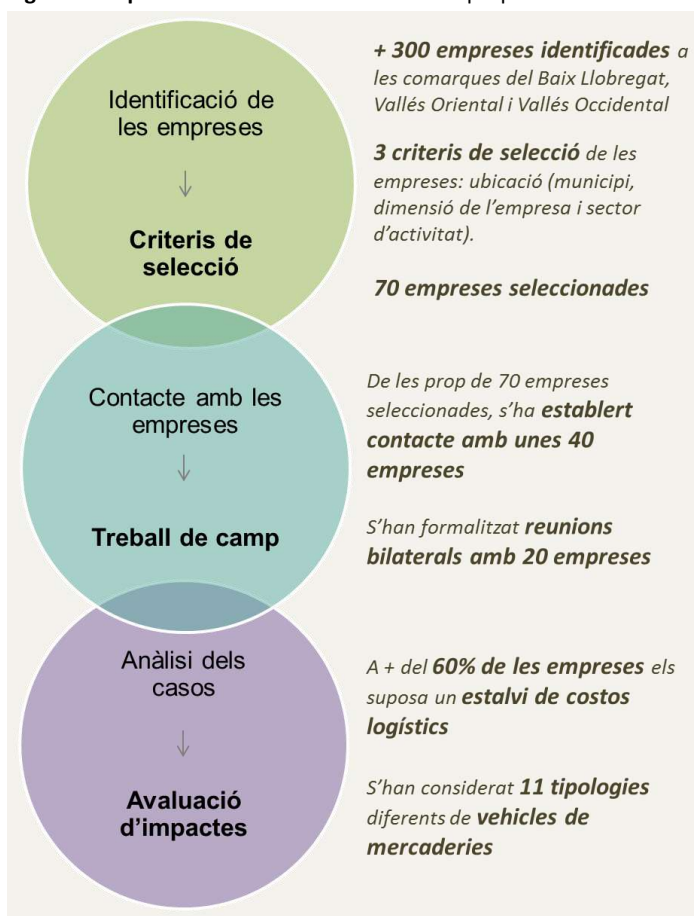 Identificació de
les empreses
↓
Criteris de
selecció
+ 300 empreses identificades a
les comarques del Baix Llobregat,
Vallés Oriental i Vallés Occidental
3 criteris de selecció de les
empreses: ubicació (municipi,
dimensió de l'empresa i sector
d'activitat).
70 empreses seleccionades
Contacte amb les
empreses
↓
Treball de camp
De les prop de 70 empreses
seleccionades, s'ha establert
contacte amb unes 40
empreses
S'han formalitzat reunions
bilaterals amb 20 empreses
Anàlisi dels
casos
↓
Avaluació
d'impactes
A + del 60% de les empreses els
suposa un estalvi de costos
logístics
S'han considerat 11 tipologies
diferents de vehicles de
mercaderies